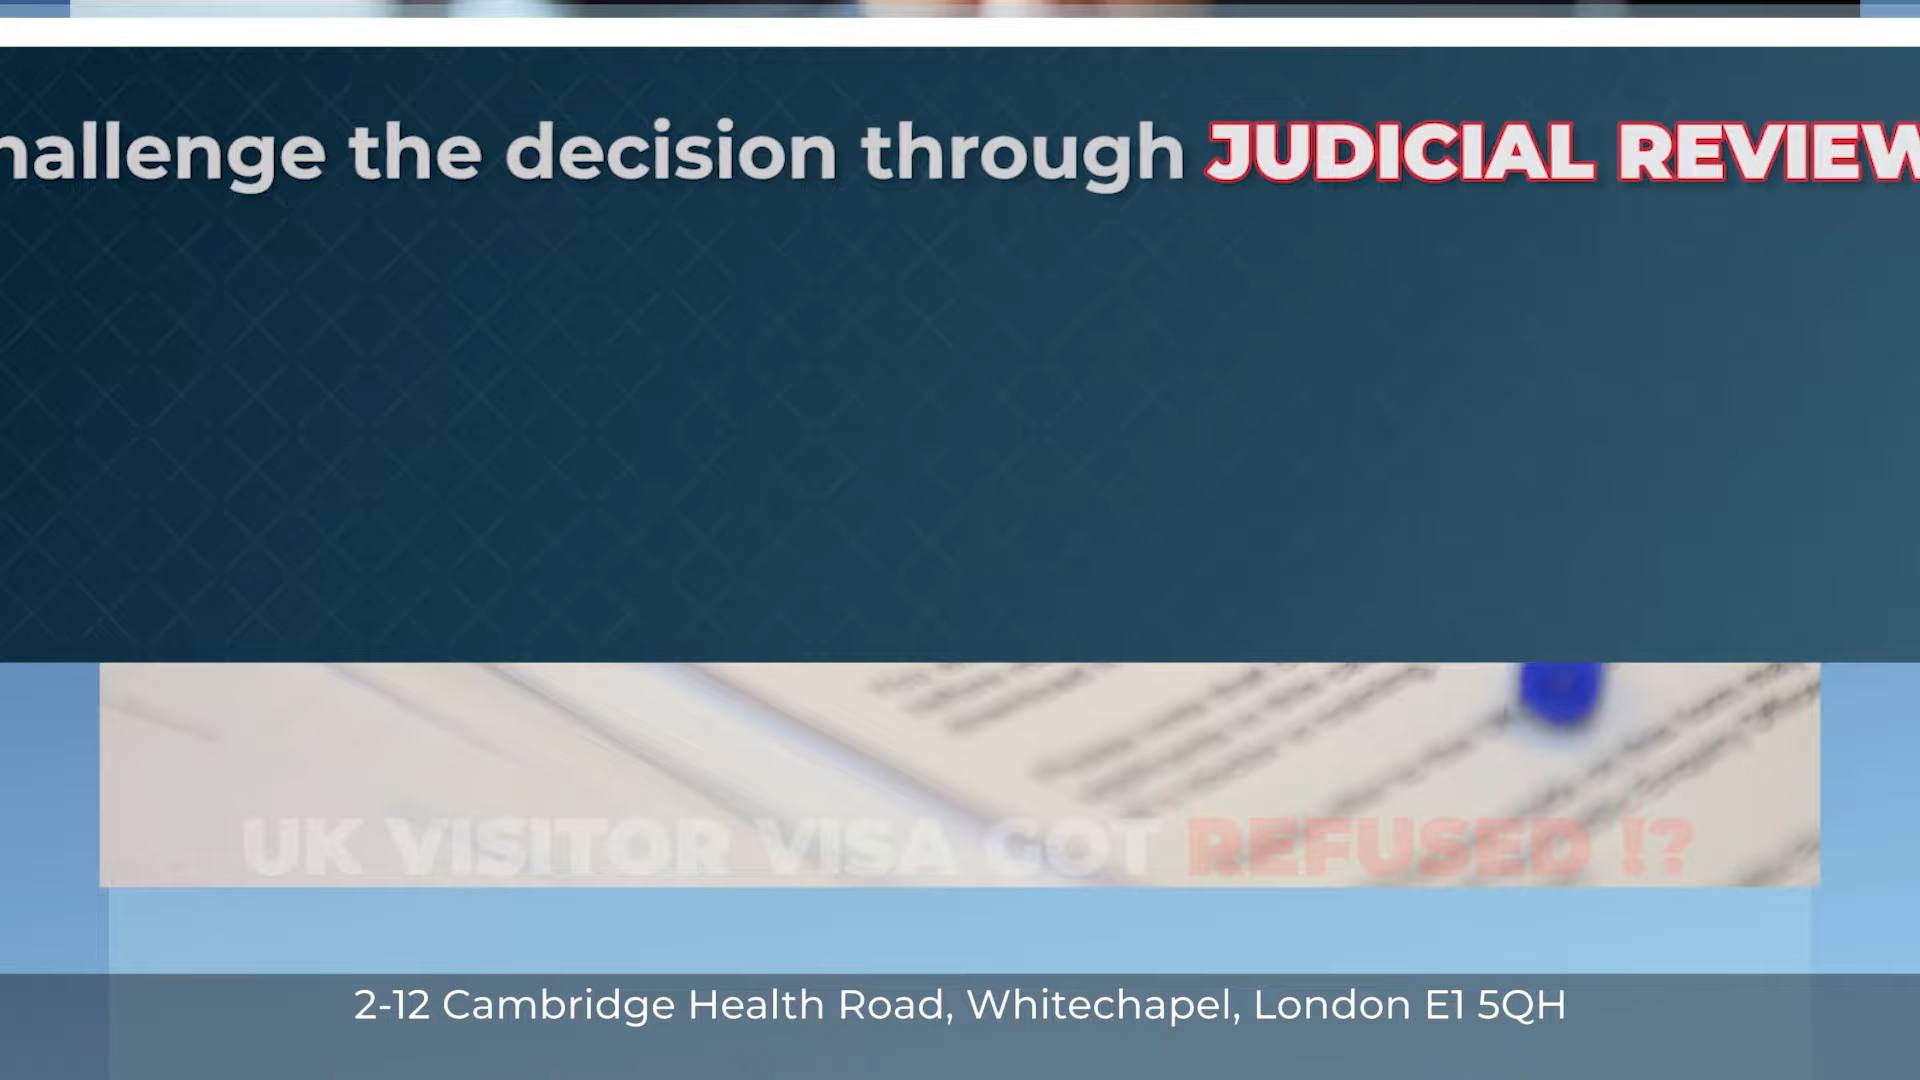 hallenge the decision through JUDICIAL REVIEW
UK VISITOR VISA GOT REFUSED !?
2-12 Cambridge Health Road, Whitechapel, London E1 5QH